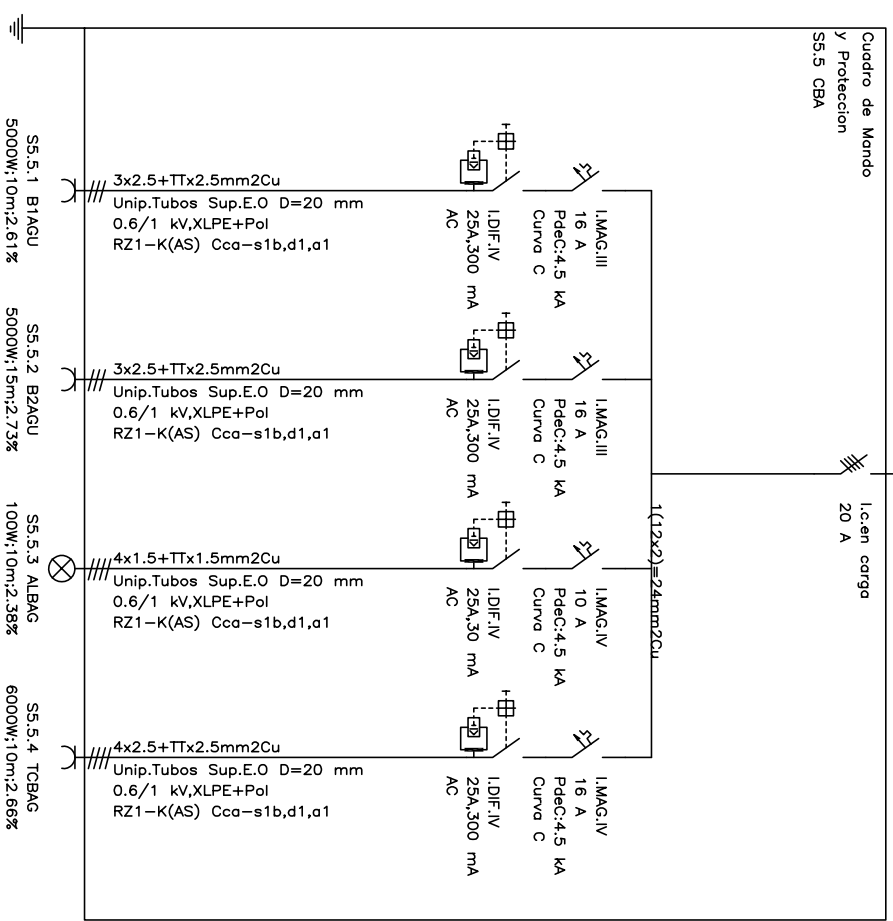 Cuadro de Mando
y Proteccion
S5.5 CBA
I.c.en carga
20 A
1(12x2)=24mm2Cu
I.MAG.III
16 A
PdeC:4.5 kA
Curva C
I.DIF.IV
25A,300 mA
AC
3x2.5+TTx2.5mm2Cu
Unip.Tubos Sup.E.O D=20 mm
0.6/1 kV,XLPE+Pol
RZ1-K(AS) Cca-s1b,d1,a1
S5.5.1 B1AGU
5000W;10m;2.61%
I.MAG.III
16 A
PdeC:4.5 kA
Curva C
I.DIF.IV
25A,300 mA
AC
3x2.5+TTx2.5mm2Cu
Unip.Tubos Sup.E.O D=20 mm
0.6/1 kV,XLPE+Pol
RZ1-K(AS) Cca-s1b,d1,a1
S5.5.2 B2AGU
5000W;15m;2.73%
I.MAG.IV
10 A
PdeC:4.5 kA
Curva C
I.DIF.IV
25A,30 mA
AC
4x1.5+TTx1.5mm2Cu
Unip.Tubos Sup.E.O D=20 mm
0.6/1 kV,XLPE+Pol
RZ1-K(AS) Cca-s1b,d1,a1
S5.5.3 ALBAG
100W;10m;2.38%
I.MAG.IV
16 A
PdeC:4.5 kA
Curva C
I.DIF.IV
25A,300 mA
AC
4x2.5+TTx2.5mm2Cu
Unip.Tubos Sup.E.O D=20 mm
0.6/1 kV,XLPE+Pol
RZ1-K(AS) Cca-s1b,d1,a1
S5.5.4 TCBAG
6000W;10m;2.66%